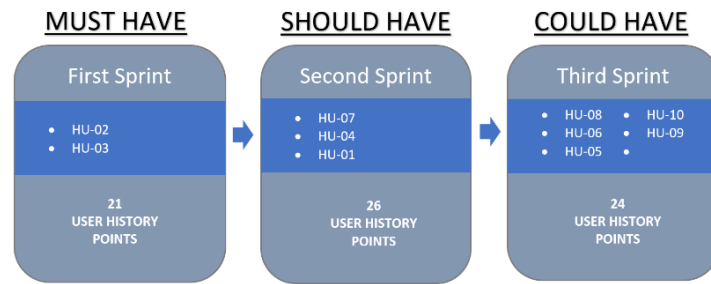 MUST HAVE
First Sprint
• HU-02
• HU-03
21
USER HISTORY
POINTS
SHOULD HAVE
Second Sprint
• HU-07
• HU-04
• HU-01
26
USER HISTORY
POINTS
COULD HAVE
Third Sprint
• HU-08 • HU-10
• HU-06 • HU-09
• HU-05 •
24
USER HISTORY
POINTS